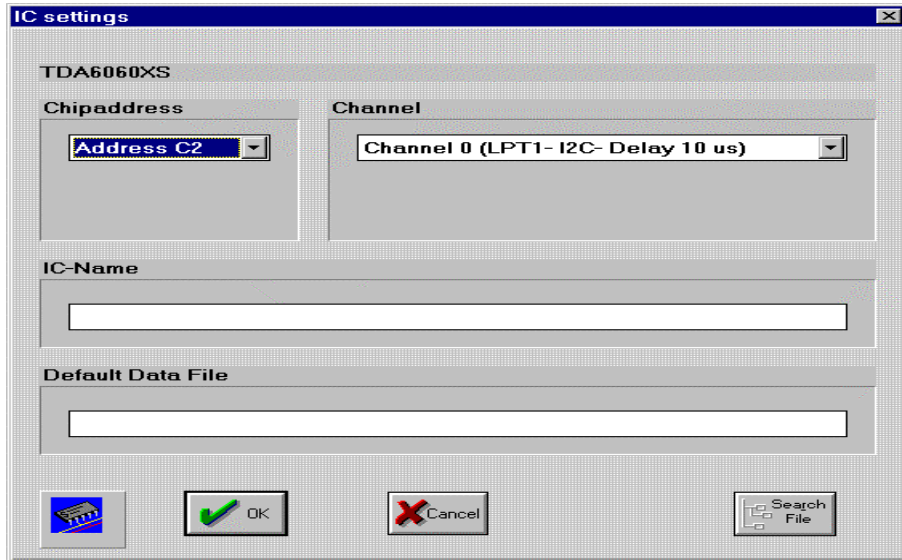 IC settings
TDA6060XS
Chipaddress
Channel
Address C2
Channel 0 (LPT1- I2C- Delay 10 us)
IC-Name
Default Data File
OK
Cancel
Search
File